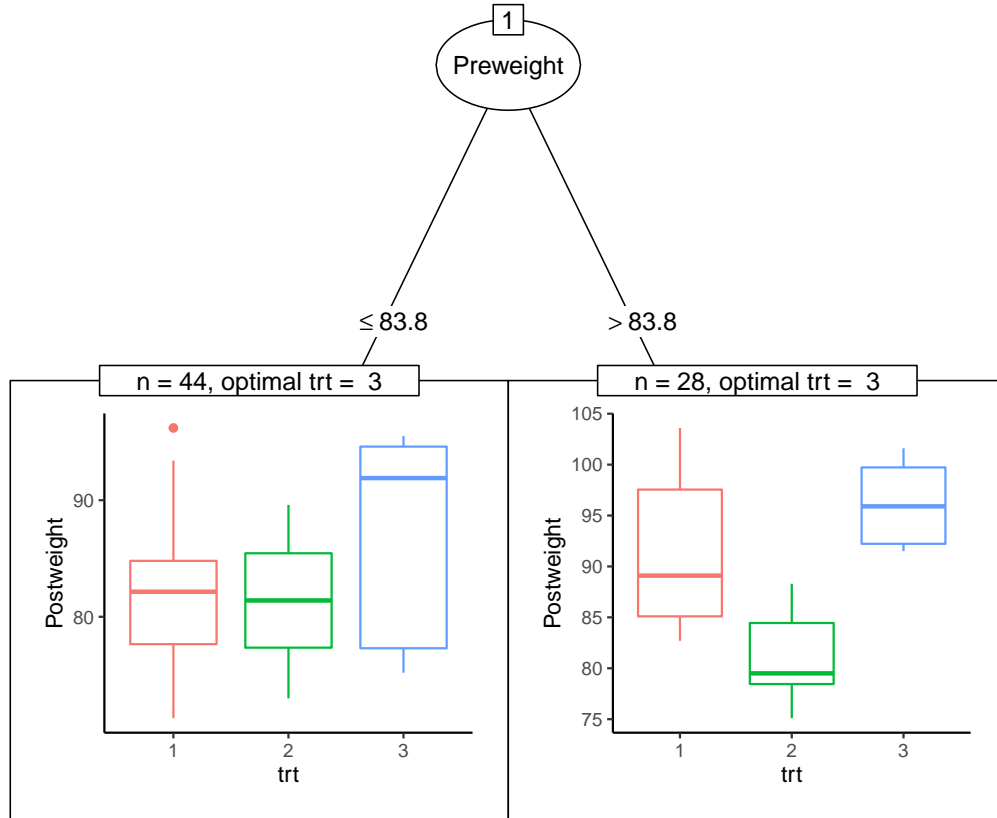 1
Preweight
≤ 83.8
> 83.8
n = 44, optimal trt = 3
90
80
Postweight
1 2 3
trt
n = 28, optimal trt = 3
105
100
95
90
85
80
75
Postweight
1 2 3
trt